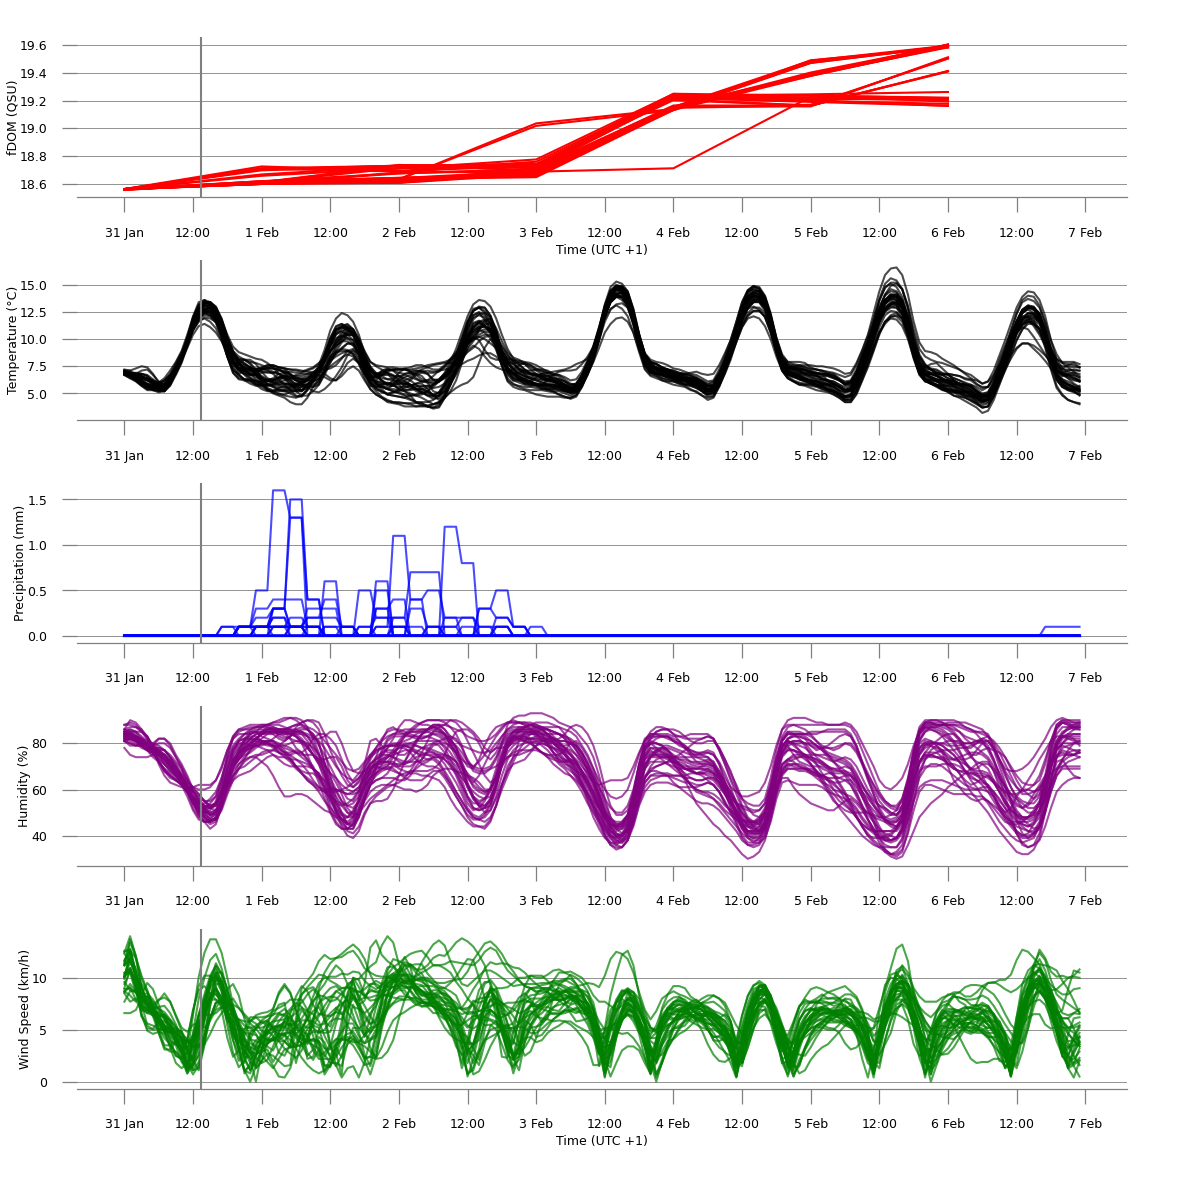 19.6
19.4
19.2
19.0
18.8
18.6
fDOM (QSU)
31 Jan 12:00 1 Feb 12:00 2 Feb 12:00 3 Feb 12:00 4 Feb 12:00 5 Feb 12:00 6 Feb 12:00 7 Feb
Time (UTC +1)
15.0
12.5
10.0
7.5
5.0
Temperature (°C)
31 Jan 12:00 1 Feb 12:00 2 Feb 12:00 3 Feb 12:00 4 Feb 12:00 5 Feb 12:00 6 Feb 12:00 7 Feb
1.5
1.0
0.5
0.0
Precipitation (mm)
31 Jan 12:00 1 Feb 12:00 2 Feb 12:00 3 Feb 12:00 4 Feb 12:00 5 Feb 12:00 6 Feb 12:00 7 Feb
80
60
40
Humidity (%)
31 Jan 12:00 1 Feb 12:00 2 Feb 12:00 3 Feb 12:00 4 Feb 12:00 5 Feb 12:00 6 Feb 12:00 7 Feb
10
5
0
Wind Speed (km/h)
31 Jan 12:00 1 Feb 12:00 2 Feb 12:00 3 Feb 12:00 4 Feb 12:00 5 Feb 12:00 6 Feb 12:00 7 Feb
Time (UTC +1)